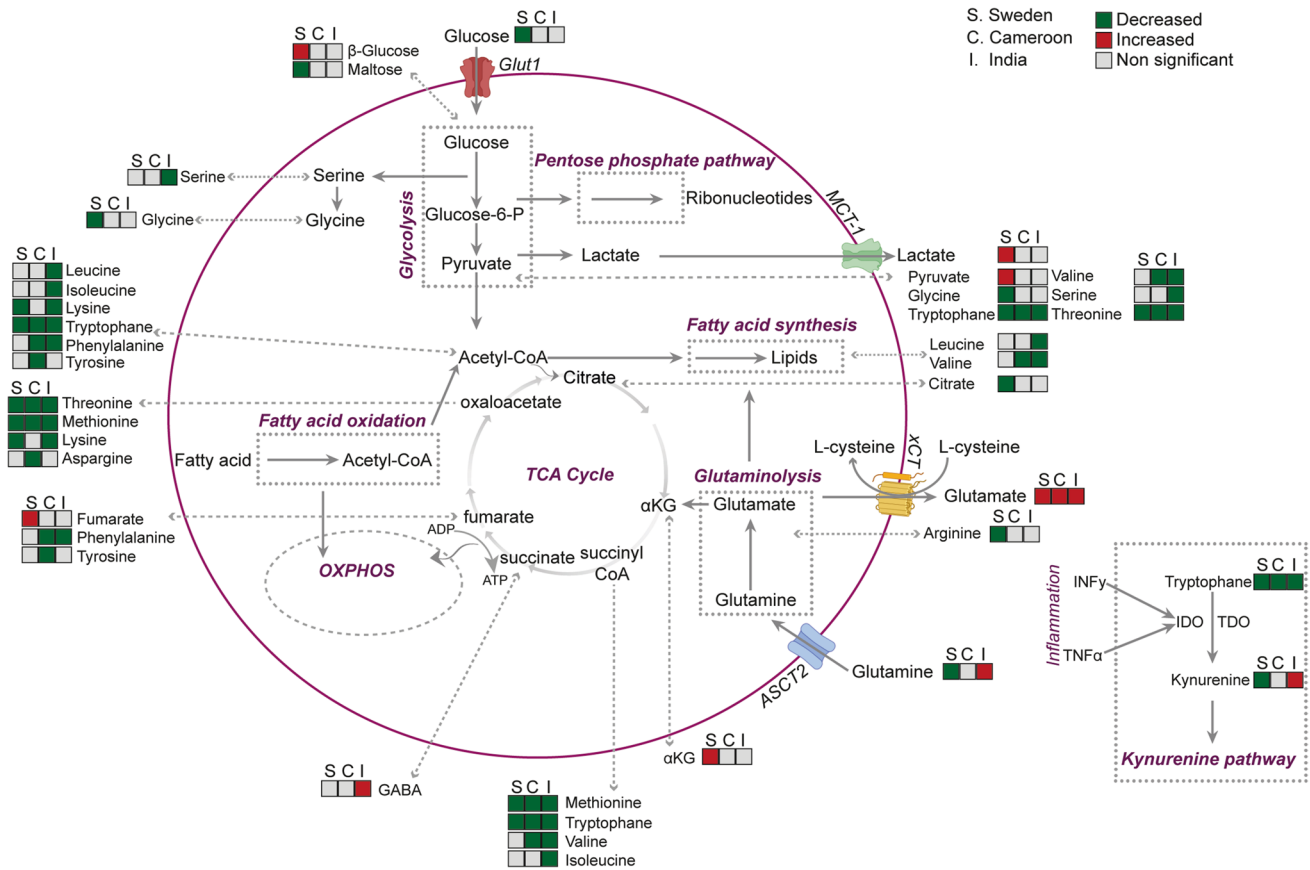 S. Sweden
C. Cameroon
I. India
Decreased
Increased
Non significant
S C I
β-Glucose
Maltose
Glucose
S C I
Glut1
Glucose
Glycolysis
Glucose-6-P
Pyruvate
Pentose phosphate pathway
Ribonucleotides
S C I
Serine
Serine
S C I
Glycine
Glycine
Lactate
MCT-1
Lactate
S C I
Pyruvate
Glycine
Tryptophane
S C I
Valine
Serine
Threonine
Leucine
Valine
Citrate
S C I
Leucine
Isoleucine
Lysine
Tryptophane
Phenylalanine
Tyrosine
Fatty acid synthesis
Lipids
Acetyl-CoA
Citrate
oxaloacetate
S C I
Threonine
Methionine
Lysine
Aspargine
Fatty acid oxidation
Fatty acid
Acetyl-CoA
TCA Cycle
Glutaminolysis
αKG
Glutamate
Glutamine
L-cysteine
xCT
L-cysteine
Glutamate
S C I
Arginine
S C I
S C I
Fumarate
Phenylalanine
Tyrosine
fumarate
ADP
ATP
succinate
succinyl
CoA
OXPHOS
ASCT2
Glutamine
S C I
S C I
αKG
S C I
GABA
S C I
Methionine
Tryptophane
Valine
Isoleucine
Inflammation
INFy
TNFα
IDO
TDO
Tryptophane
S C I
Kynurenine
S C I
Kynurenine pathway